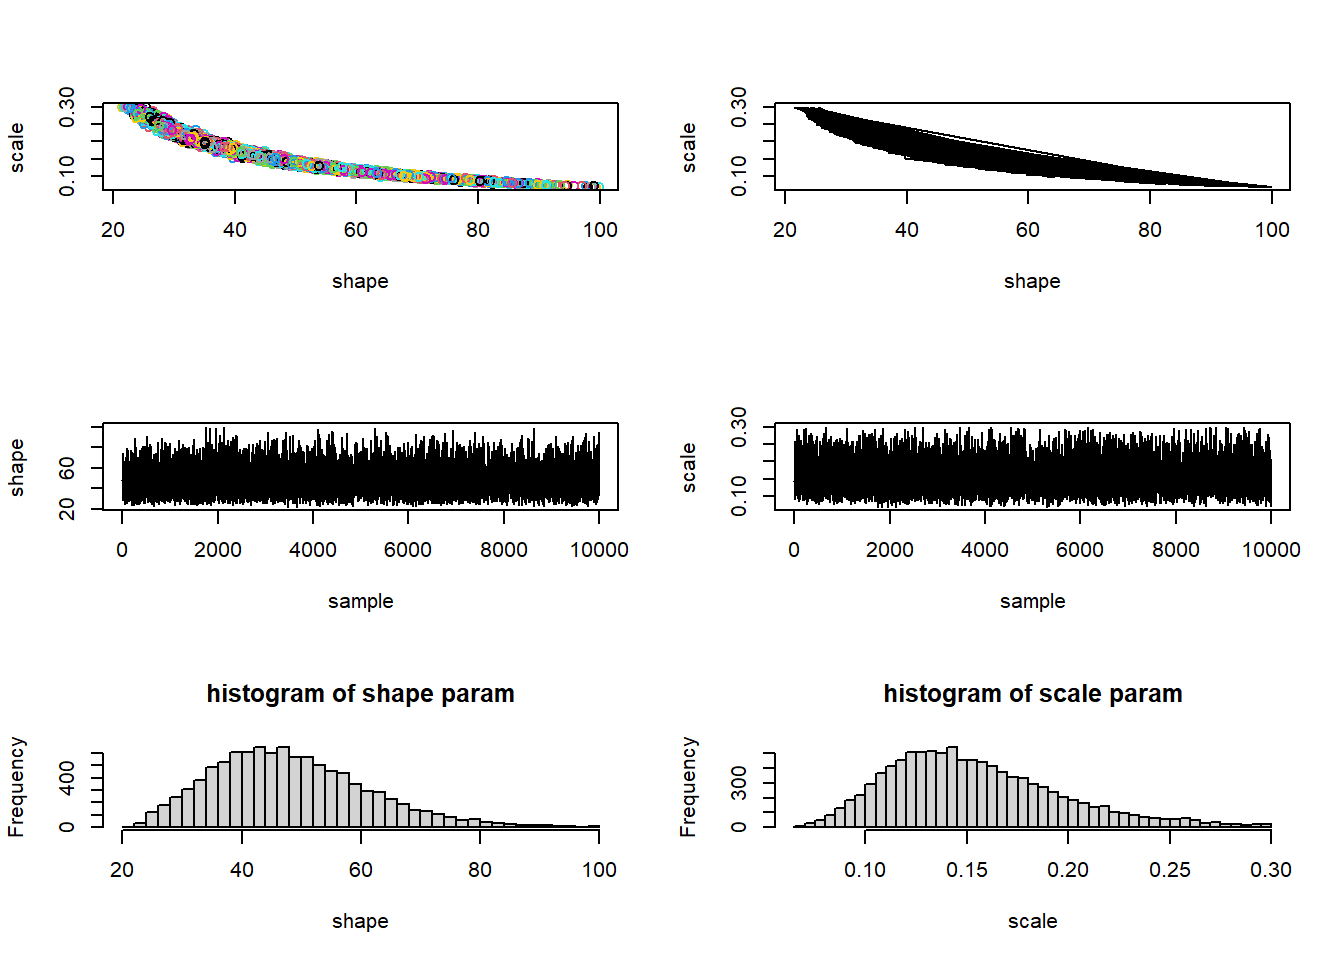 scale
0.10 0.30
20 40 60 80 100
shape
scale
0.10 0.30
20 40 60 80 100
shape
shape
20 60
0 2000 4000 6000 8000 10000
sample
scale
0.10 0.30
0 2000 4000 6000 8000 10000
sample
histogram of shape param
Frequency
0 400
20 40 60 80 100
shape
histogram of scale param
Frequency
0 300
0.10 0.15 0.20 0.25 0.30
scale